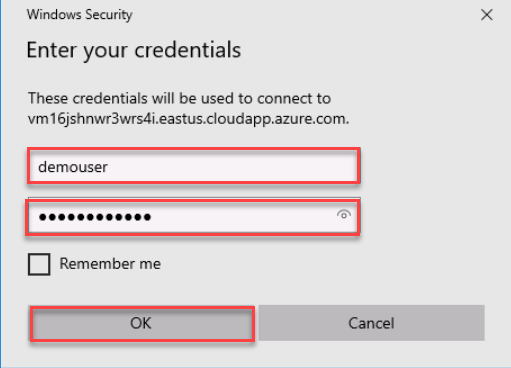 Windows Security
Enter your credentials
These credentials will be used to connect to
vm16jshnwr3wrs4i.eastus.cloudapp.azure.com.
demouser
●●●●●●●●●●●●
Remember me
OK Cancel